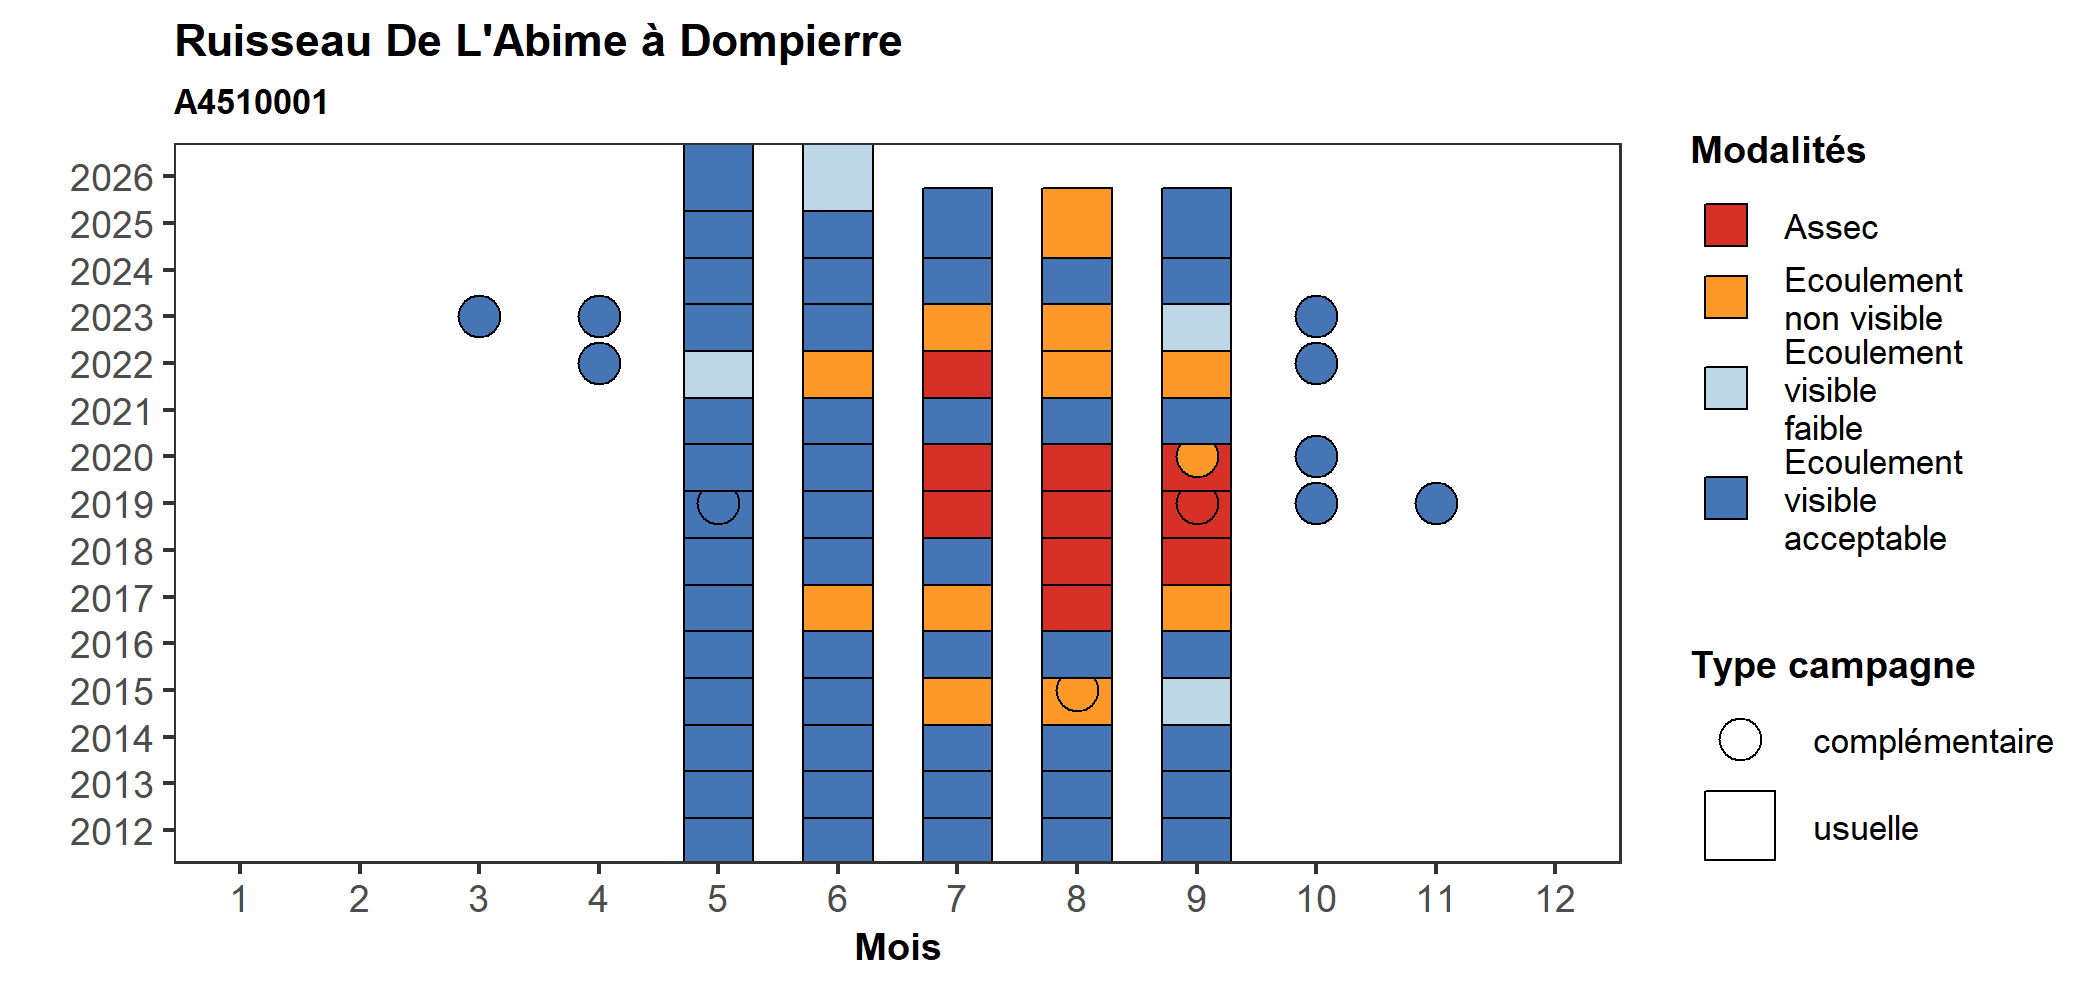 Ruisseau De L'Abime à Dompierre
A4510001
2026
2025
2024
2023
2022
2021
2020
2019
2018
2017
2016
2015
2014
2013
2012
1 2 3 4 5 6 7 8 9 10 11 12
Mois
Modalités
Assec
Ecoulement
non visible
Ecoulement
visible
faible
Ecoulement
visible
acceptable
Type campagne
complémentaire
usuelle